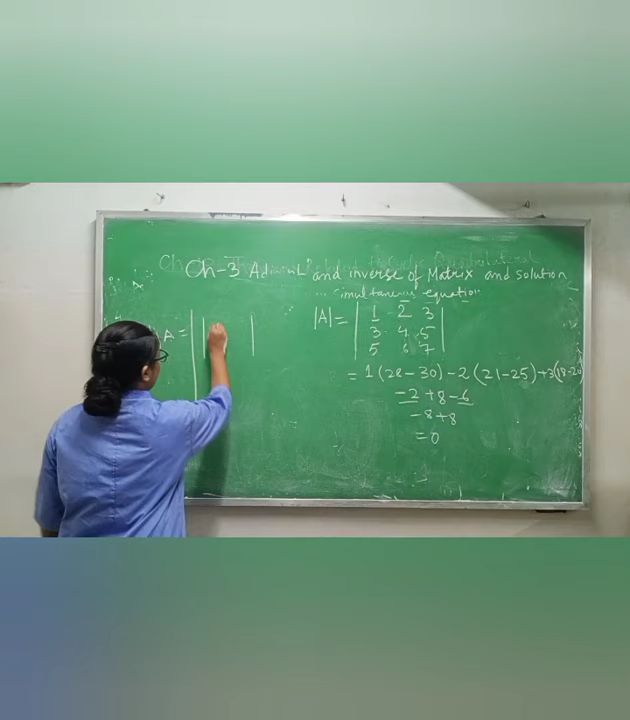 Ch-3 Adjoint and inverse of Matrix and solution
simultaneous equation
A =
|A| = | 1 2 3 |
3 4 5
5 6 7
= 1 (28 - 30) - 2 (21 - 25) + 3(18 - 20)
-2 + 8 - 6
-8 + 8
= 0